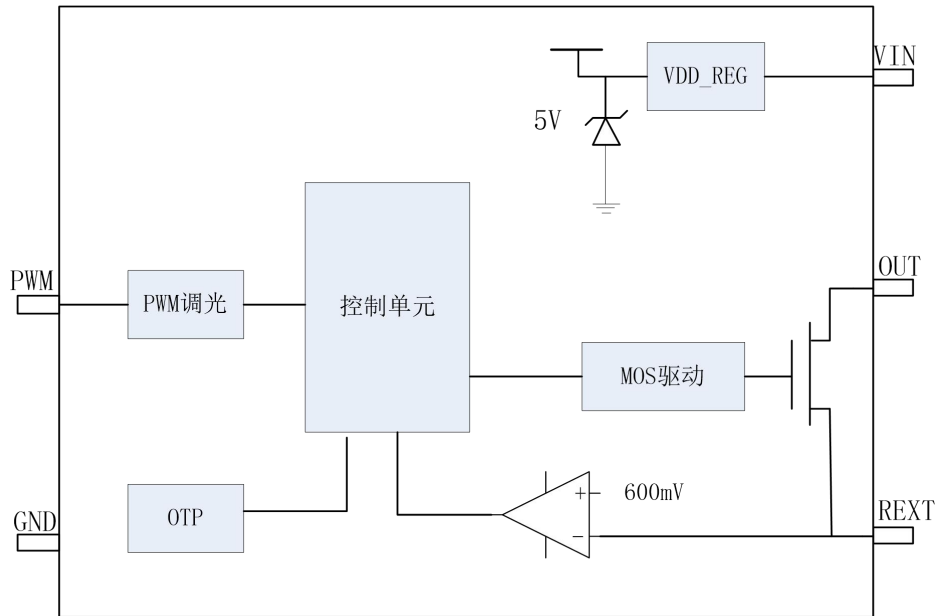 VIN
VDD_REG
5V
OUT
PWM
PWM调光
控制单元
MOS驱动
+
600mV
OTP
GND
REXT
-